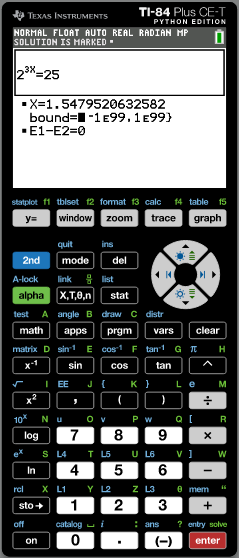 TEXAS INSTRUMENTS TI-84 Plus CE-T
PYTHON EDITION
NORMAL FLOAT AUTO REAL RADIAN MP
SOLUTION IS MARKED ▪
2^3X=25
▪ X=1.5479520632582
bound={-1E99,1E99}
▪ E1-E2=0
statplot f1 tblset f2 format f3 calc f4 table f5
y= window zoom trace graph
quit ins
2nd mode del
A-lock link list
alpha X,T,θ,n stat
test A angle B draw C distr
math apps prgm vars clear
matrix D sin⁻¹ E cos⁻¹ F tan⁻¹ G π H
x⁻¹ sin cos tan ^
√ I EE J { K } L e M
x² , ( ) ÷
10ˣ N u O v P w Q [ R
log 7 8 9 ×
eˣ S L4 T L5 U L6 V ] W
ln 4 5 6 −
rcl X L1 Y L2 Z L3 θ mem "
sto→ 1 2 3 +
off catalog ⎵ i : ans ? entry solve
on 0 . (−) enter